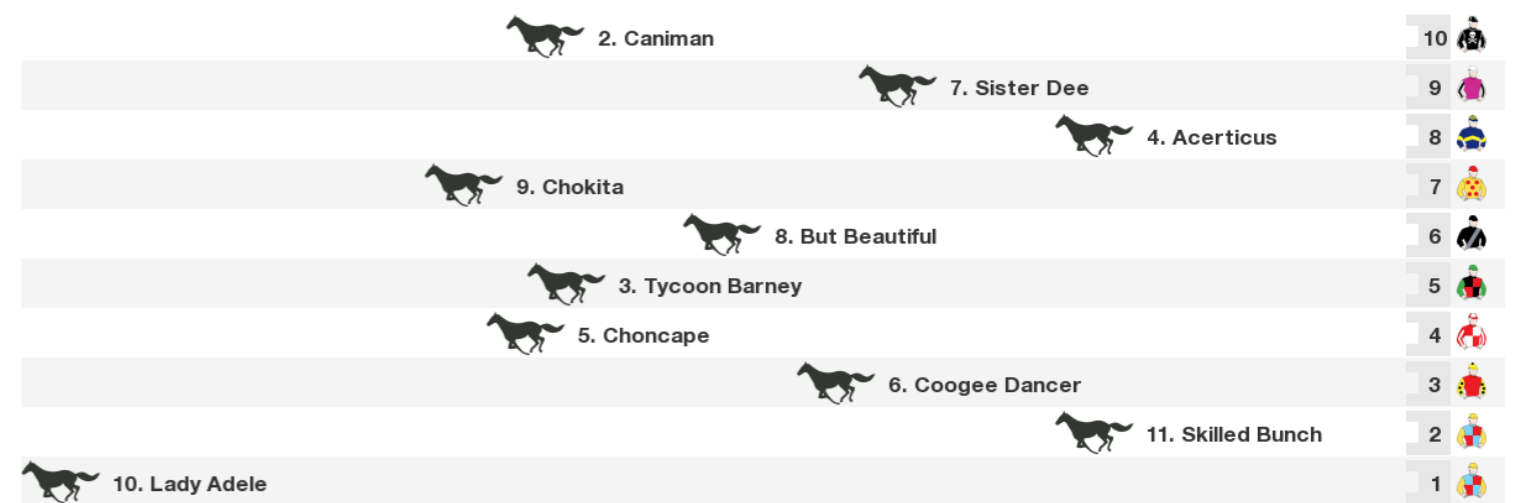 2. Caniman 10
7. Sister Dee 9
4. Acerticus 8
9. Chokita 7
8. But Beautiful 6
3. Tycoon Barney 5
5. Choncape 4
6. Coogee Dancer 3
11. Skilled Bunch 2
10. Lady Adele 1